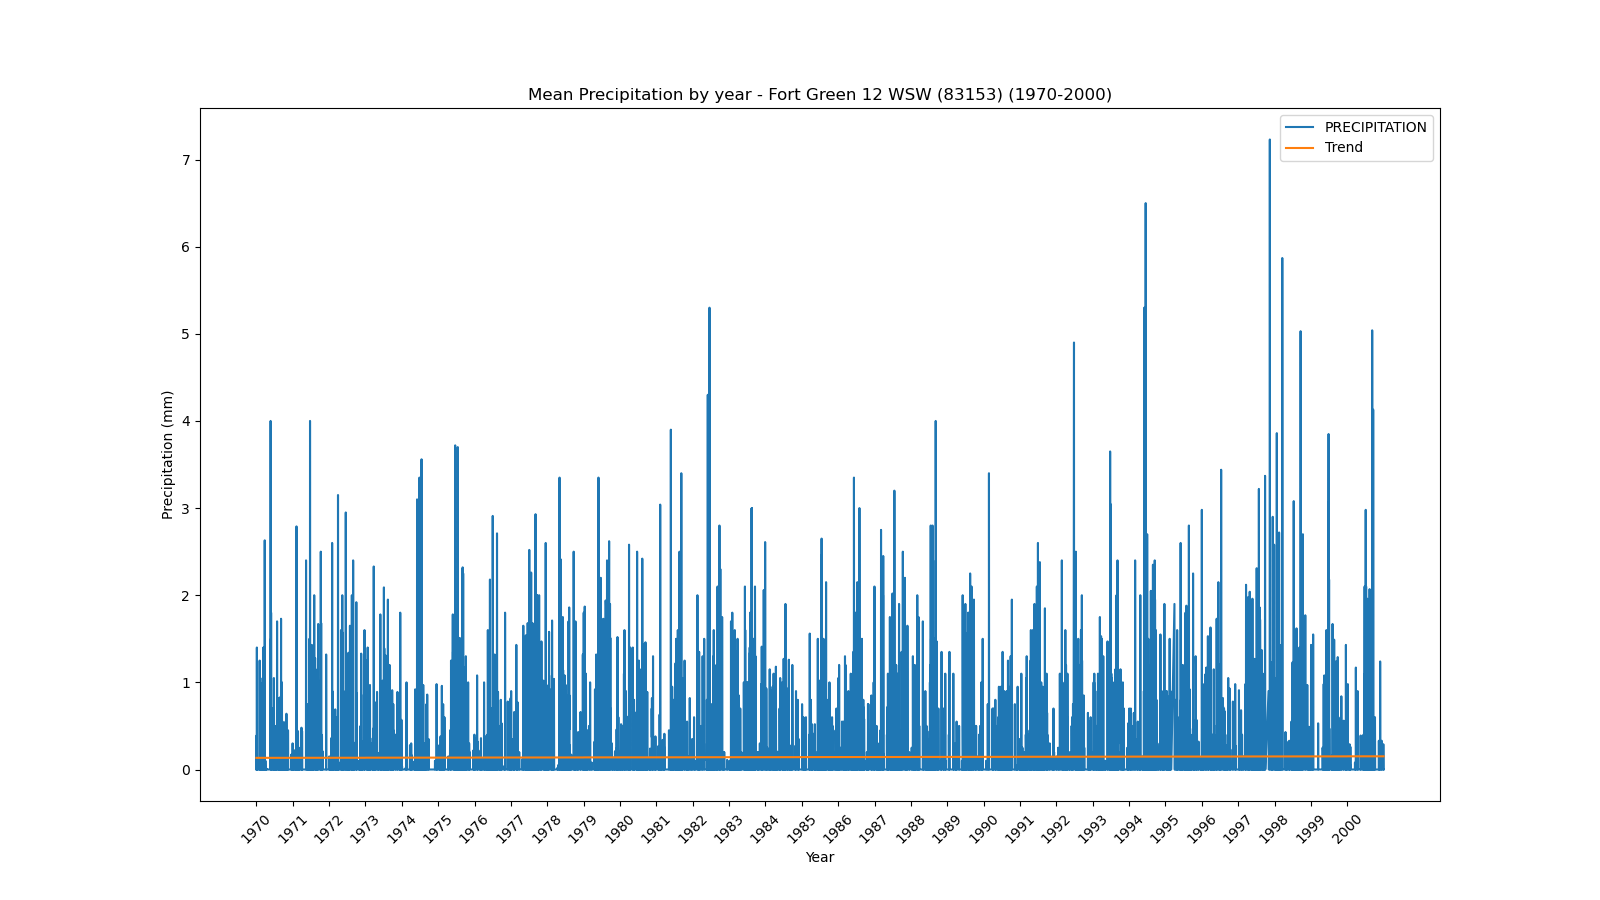 Mean Precipitation by year - Fort Green 12 WSW (83153) (1970-2000)
PRECIPITATION
Trend
7
6
5
4
3
2
1
0
Precipitation (mm)
1970 1971 1972 1973 1974 1975 1976 1977 1978 1979 1980 1981 1982 1983 1984 1985 1986 1987 1988 1989 1990 1991 1992 1993 1994 1995 1996 1997 1998 1999 2000
Year